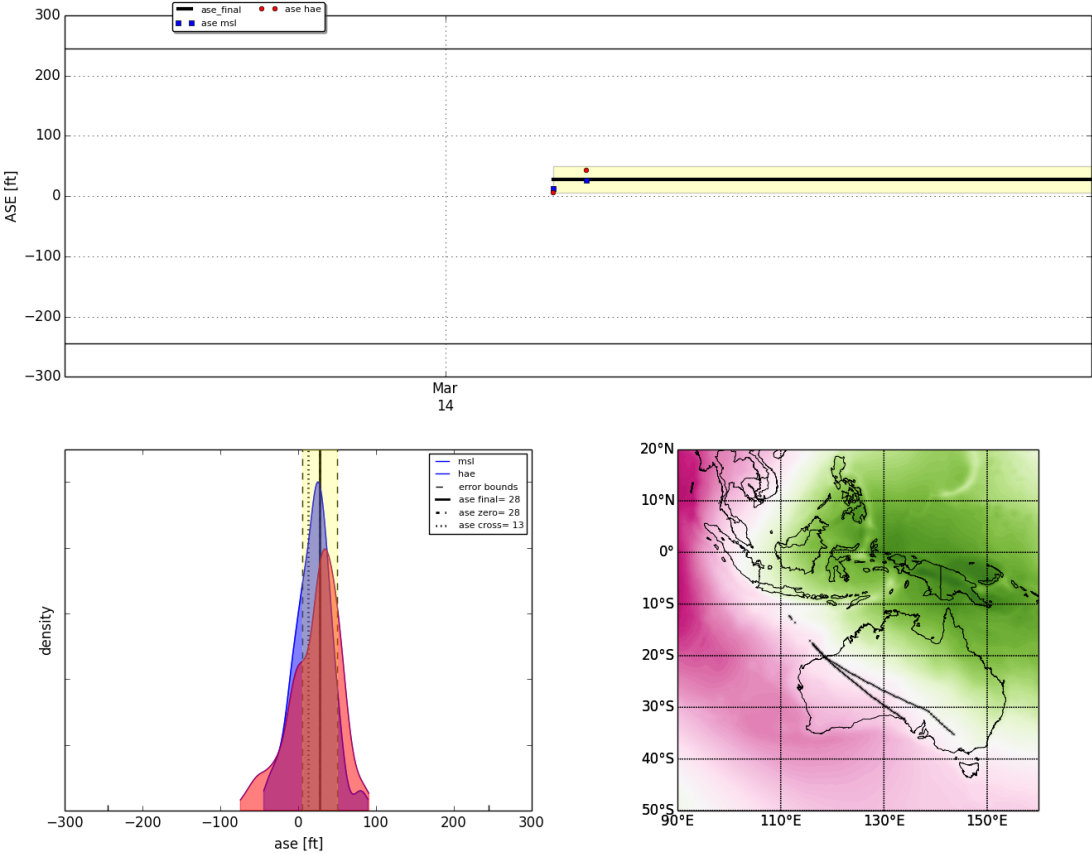 300
200
100
0
−100
−200
−300
ASE [ft]
ase_final
ase msl
ase hae
Mar
14
density
−300
−200
−100
0
100
200
300
ase [ft]
msl
hae
error bounds
ase final= 28
ase zero= 28
ase cross= 13
20°N
10°N
0°
10°S
20°S
30°S
40°S
50°S
90°E
110°E
130°E
150°E